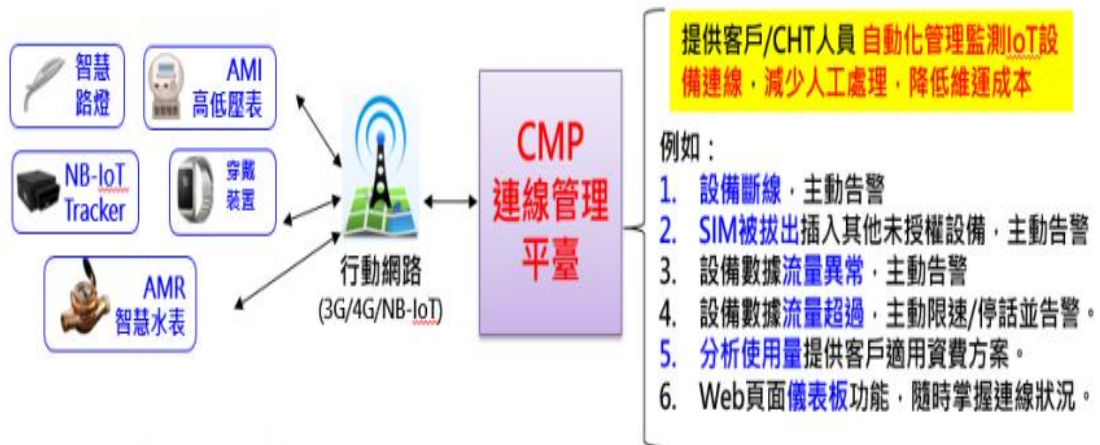 智慧
路燈
AMI
高低壓表
NB-IoT
Tracker
穿戴
裝置
AMR
智慧水表
行動網路
(3G/4G/NB-IoT)
CMP
連線管理
平臺
提供客戶/CHT人員 自動化管理監測IoT設
備連線，減少人工處理，降低維運成本
例如：
1. 設備斷線，主動告警
2. SIM被拔出插入其他未授權設備，主動告警
3. 設備數據流量異常，主動告警
4. 設備數據流量超過，主動限速/停話並告警。
5. 分析使用量提供客戶適用資費方案。
6. Web頁面儀表板功能，隨時掌握連線狀況。